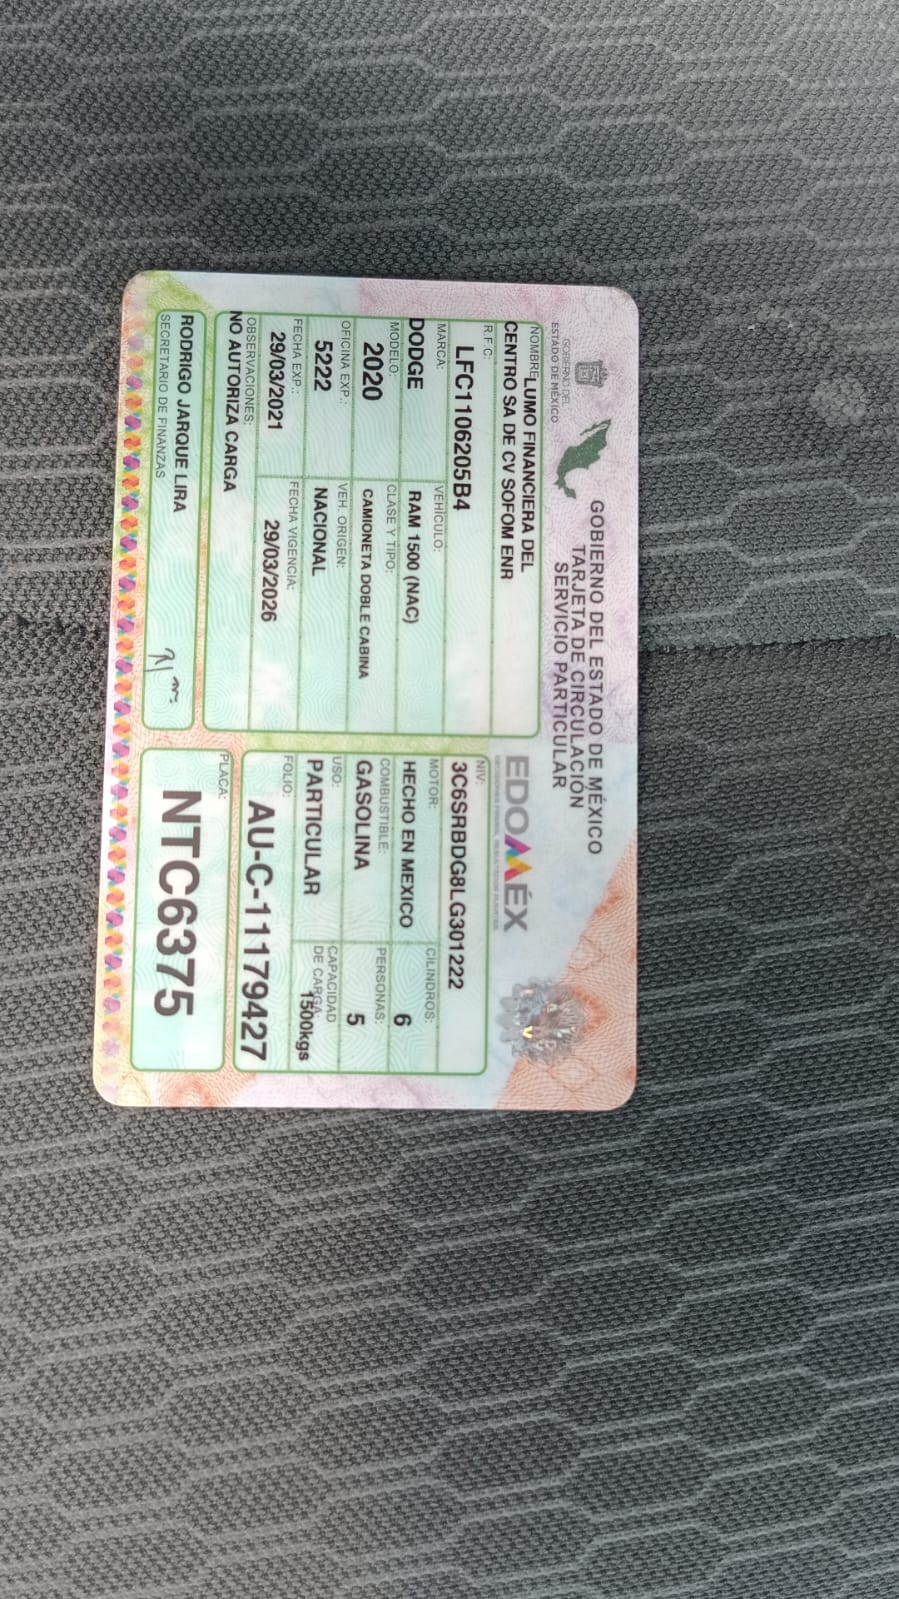 GOBIERNO DEL
ESTADO DE MÉXICO
GOBIERNO DEL ESTADO DE MÉXICO
TARJETA DE CIRCULACIÓN
SERVICIO PARTICULAR
EDOMÉX
NOMBRE: LUMO FINANCIERA DEL
CENTRO SA DE CV SOFOM ENR
R.F.C:
LFC1106205B4
MARCA:
DODGE
VEHÍCULO:
RAM 1500 (NAC)
MODELO:
2020
CLASE Y TIPO:
CAMIONETA DOBLE CABINA
OFICINA EXP.:
5222
VEH. ORIGEN:
NACIONAL
FECHA EXP.:
29/03/2021
FECHA VIGENCIA:
29/03/2026
OBSERVACIONES:
NO AUTORIZA CARGA
RODRIGO JARQUE LIRA
SECRETARIO DE FINANZAS
NIV:
3C6SRBDG8LG301222
MOTOR:
HECHO EN MEXICO
CILINDROS:
6
COMBUSTIBLE:
GASOLINA
PERSONAS:
5
USO:
PARTICULAR
CAPACIDAD
DE CARGA:
1500kgs
FOLIO:
AU-C-11179427
PLACA:
NTC6375